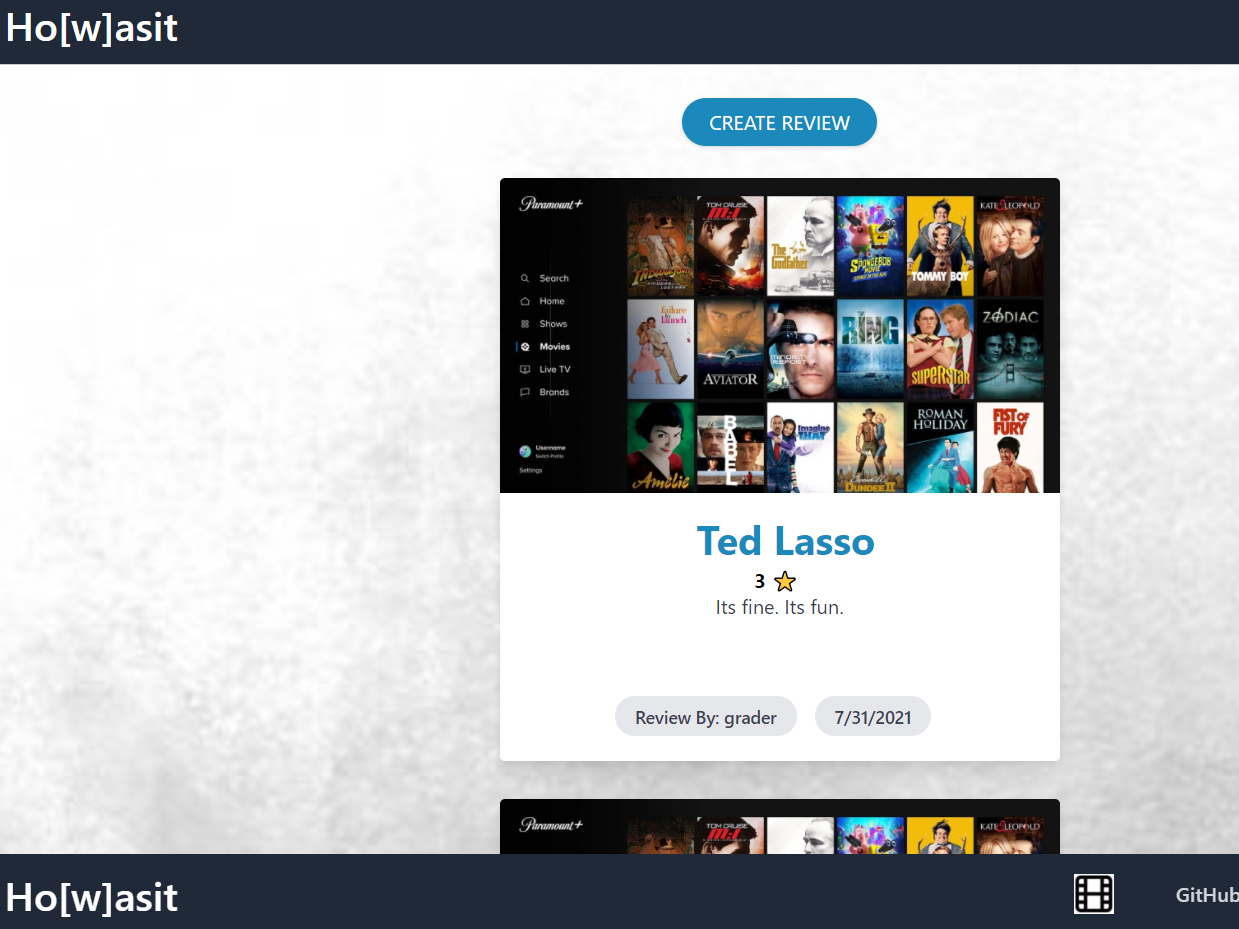 Ho[w]asit
CREATE REVIEW
Paramount+
Search
Home
Shows
Movies
Live TV
Brands
Username
Switch Profile
Settings
INDIANA JONES
TOM CRUISE
M:I
The Godfather
SPONGEBOB MOVIE
TOMMY BOY
KATE & LEOPOLD
failure to launch
AVIATOR
MINORITY REPORT
RING
SUPERSTAR
ZODIAC
Amélie
BABEL
Imagine THAT
DUNDEE II
ROMAN HOLIDAY
FIST OF FURY
Ted Lasso
3
Its fine. Its fun.
Review By: grader
7/31/2021
Paramount+
TOM CRUISE
M:I
KATE & LEOPOLD
Ho[w]asit
GitHub